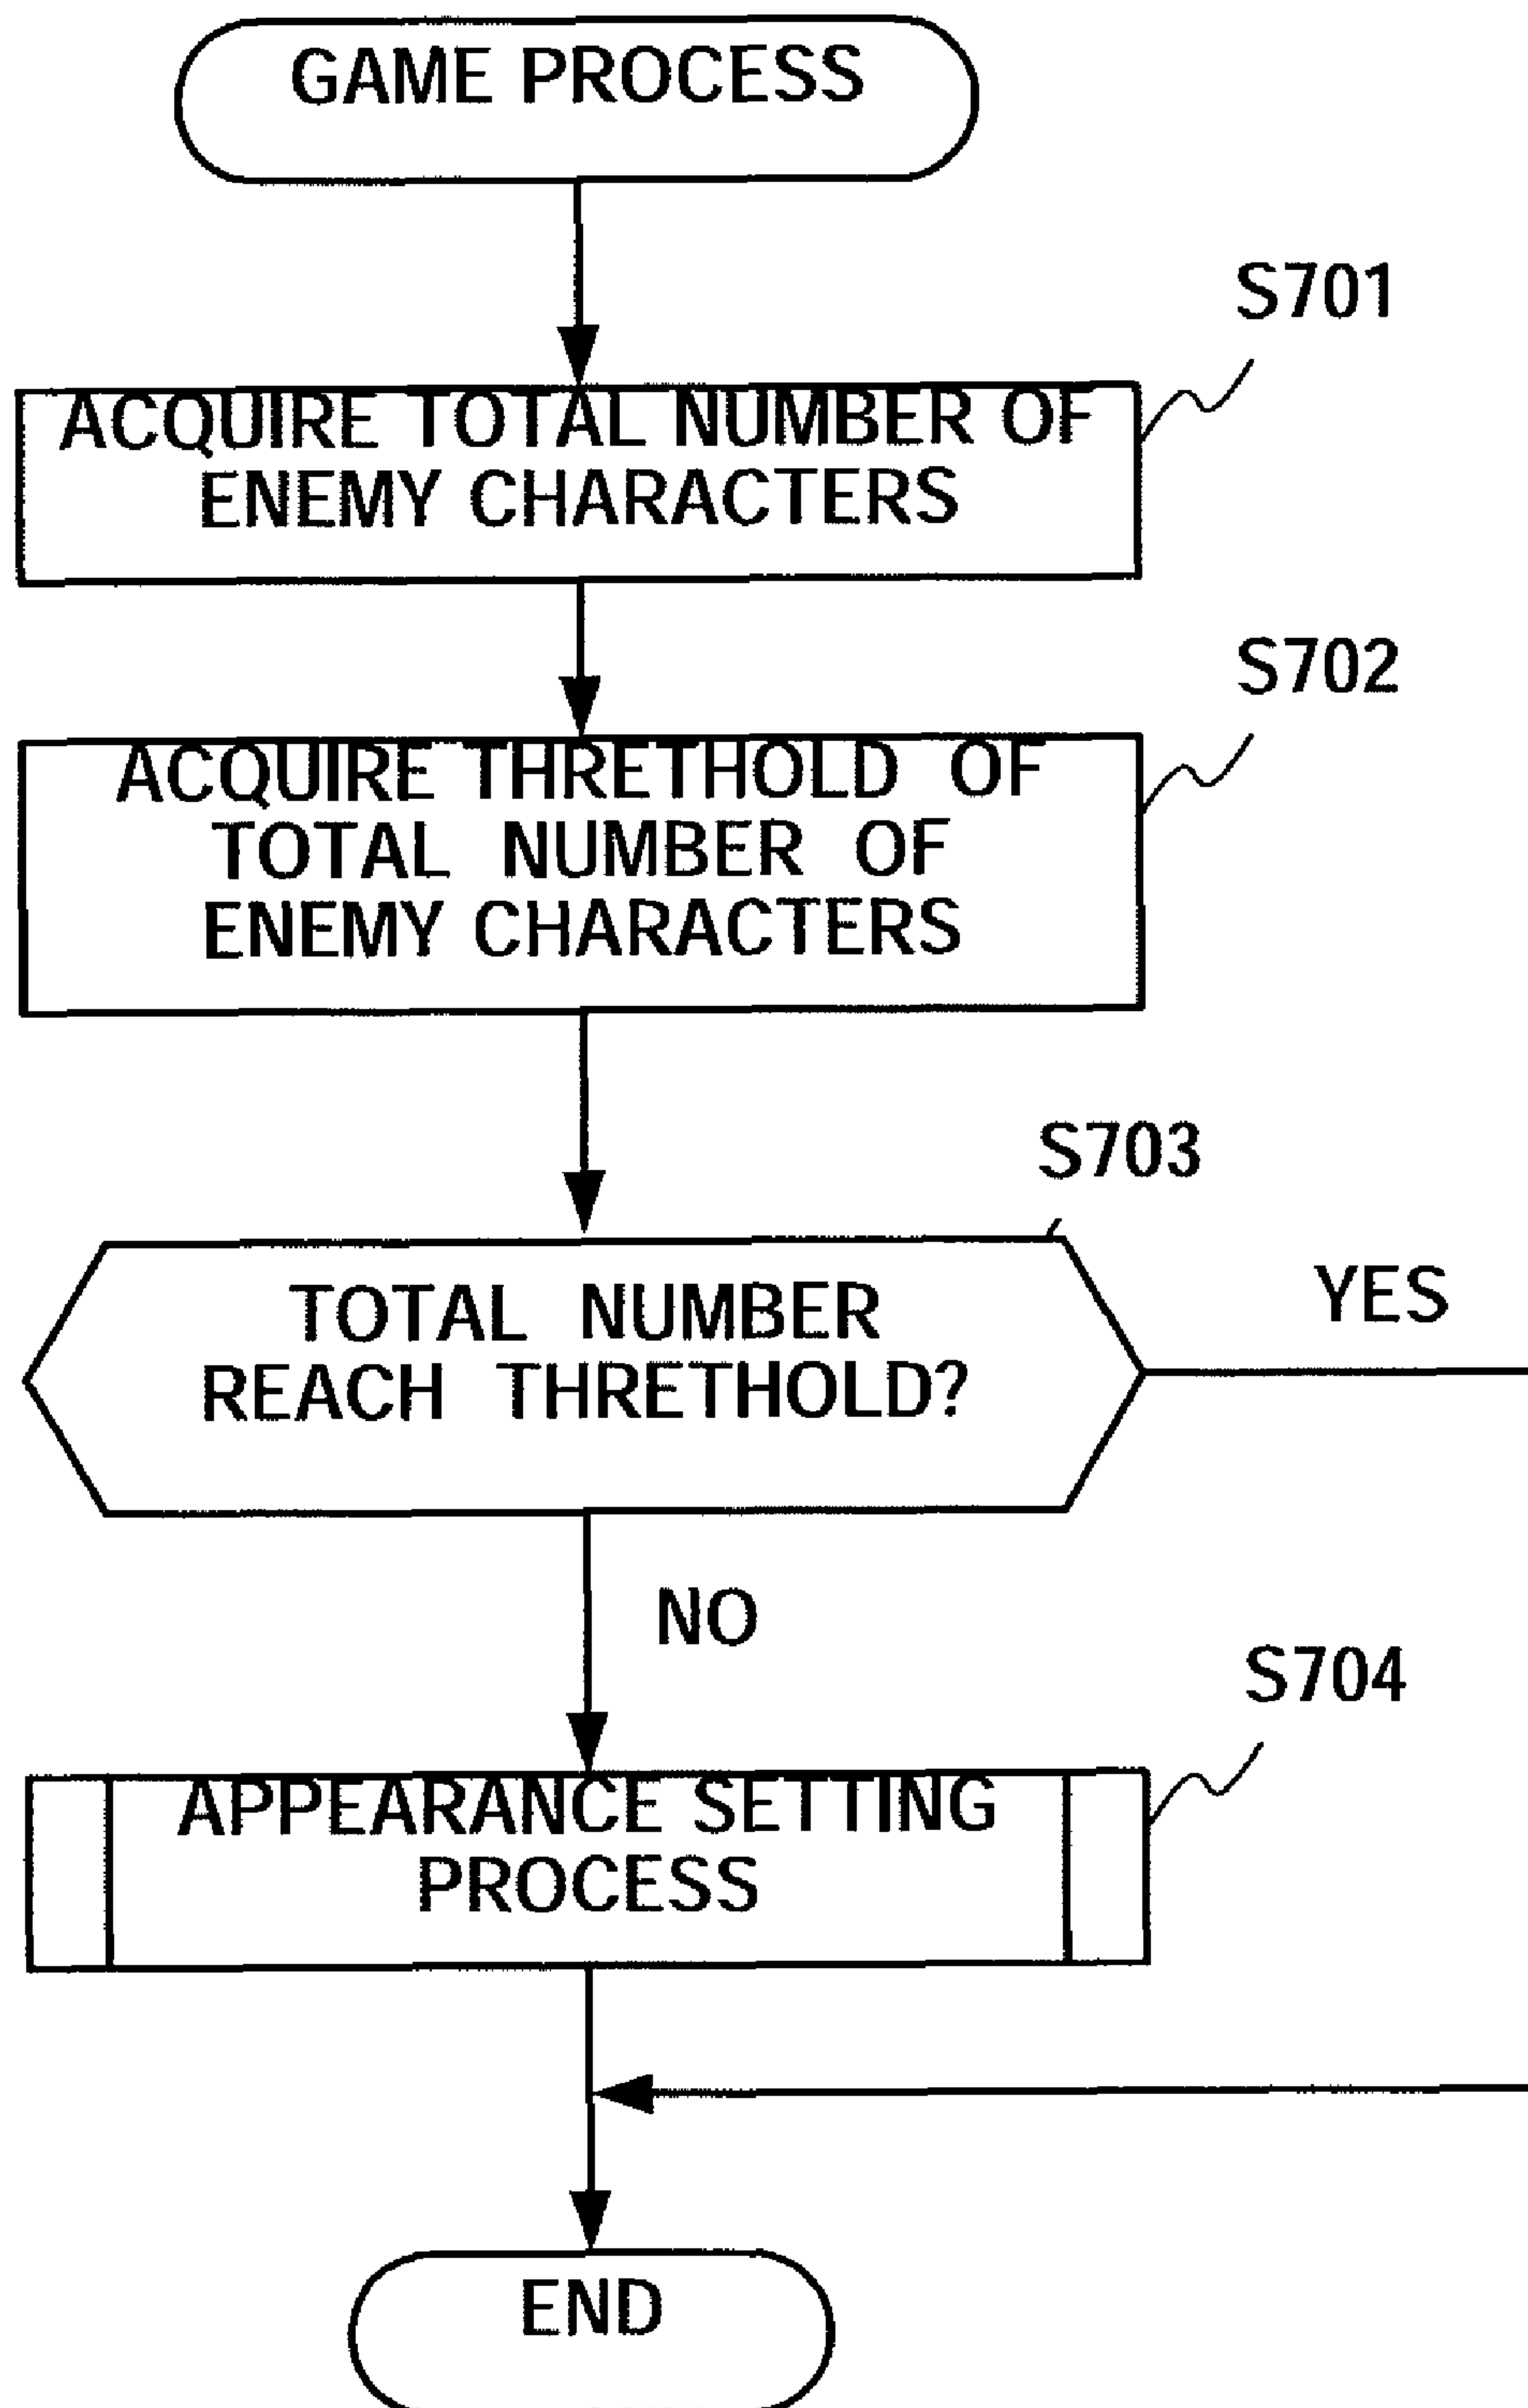 GAME PROCESS
S701
ACQUIRE TOTAL NUMBER OF
ENEMY CHARACTERS
S702
ACQUIRE THRETHOLD OF
TOTAL NUMBER OF
ENEMY CHARACTERS
S703
TOTAL NUMBER
REACH THRETHOLD?
YES
NO
S704
APPEARANCE SETTING
PROCESS
END